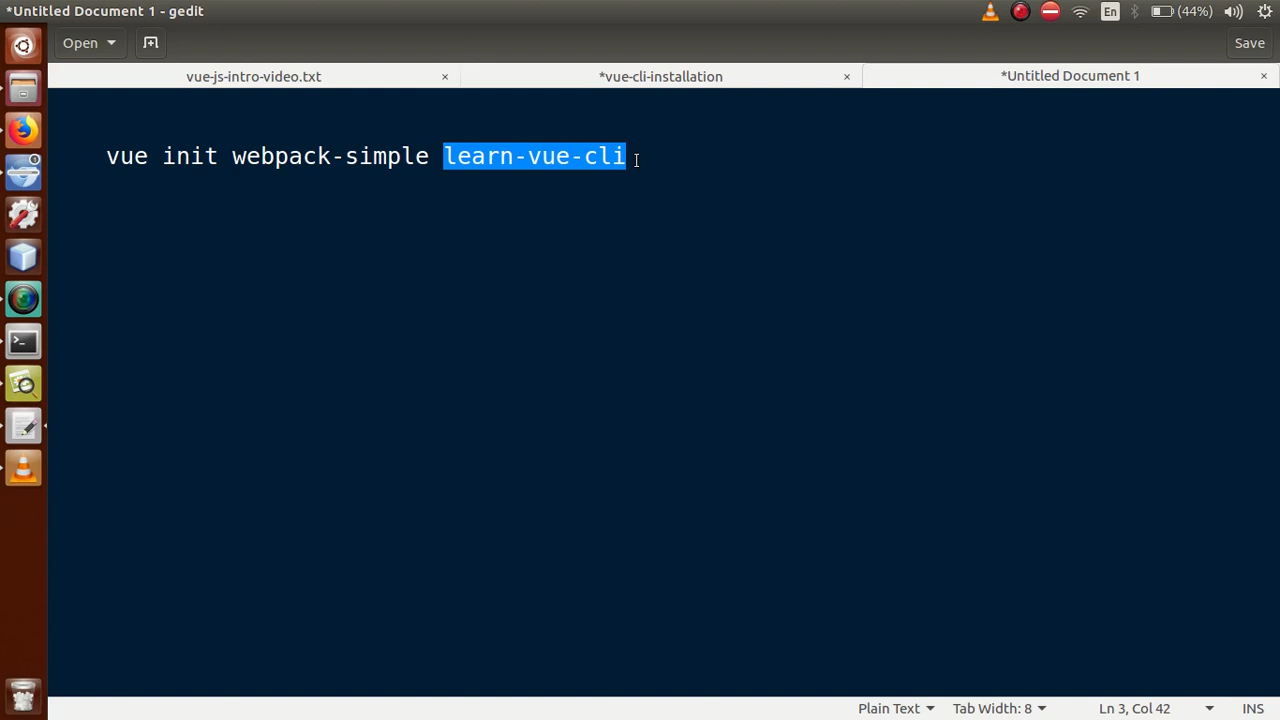 *Untitled Document 1 - gedit
En
(44%)
Open
Save
vue-js-intro-video.txt
*vue-cli-installation
*Untitled Document 1
vue init webpack-simple learn-vue-cli
Plain Text
Tab Width: 8
Ln 3, Col 42
INS